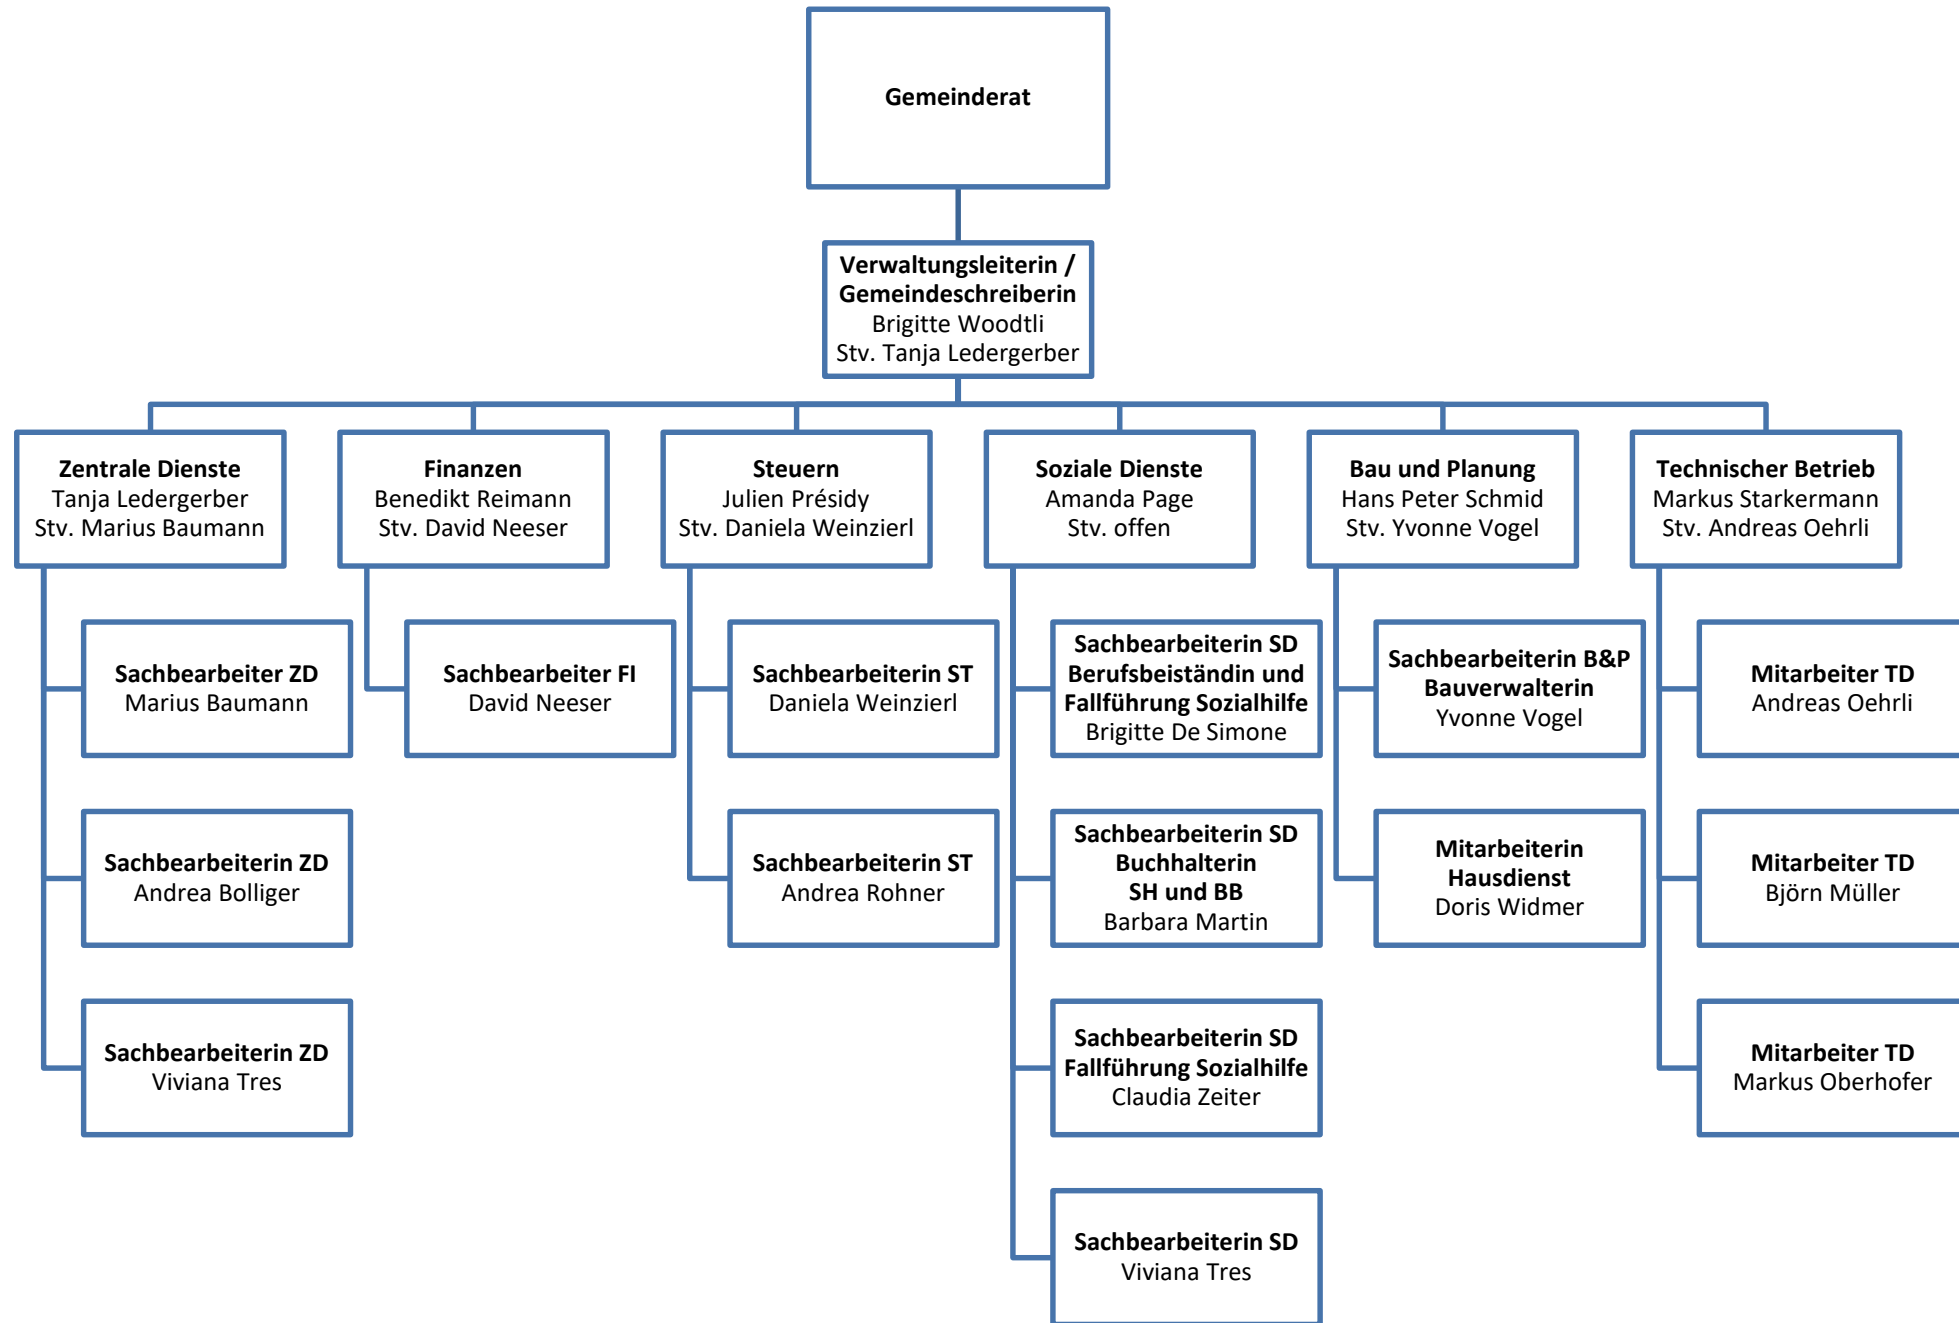 Gemeinderat
Verwaltungsleiterin /
Gemeindeschreiberin
Brigitte Woodtli
Stv. Tanja Ledergerber
Zentrale Dienste
Tanja Ledergerber
Stv. Marius Baumann
Finanzen
Benedikt Reimann
Stv. David Neeser
Steuern
Julien Présidy
Stv. Daniela Weinzierl
Soziale Dienste
Amanda Page
Stv. offen
Bau und Planung
Hans Peter Schmid
Stv. Yvonne Vogel
Technischer Betrieb
Markus Starkermann
Stv. Andreas Oehrli
Sachbearbeiter ZD
Marius Baumann
Sachbearbeiter FI
David Neeser
Sachbearbeiterin ST
Daniela Weinzierl
Sachbearbeiterin SD
Berufsbeiständin und
Fallführung Sozialhilfe
Brigitte De Simone
Sachbearbeiterin B&P
Bauverwalterin
Yvonne Vogel
Mitarbeiter TD
Andreas Oehrli
Sachbearbeiterin ZD
Andrea Bolliger
Sachbearbeiterin ST
Andrea Rohner
Sachbearbeiterin SD
Buchhalterin
SH und BB
Barbara Martin
Mitarbeiterin
Hausdienst
Doris Widmer
Mitarbeiter TD
Björn Müller
Sachbearbeiterin ZD
Viviana Tres
Sachbearbeiterin SD
Fallführung Sozialhilfe
Claudia Zeiter
Mitarbeiter TD
Markus Oberhofer
Sachbearbeiterin SD
Viviana Tres